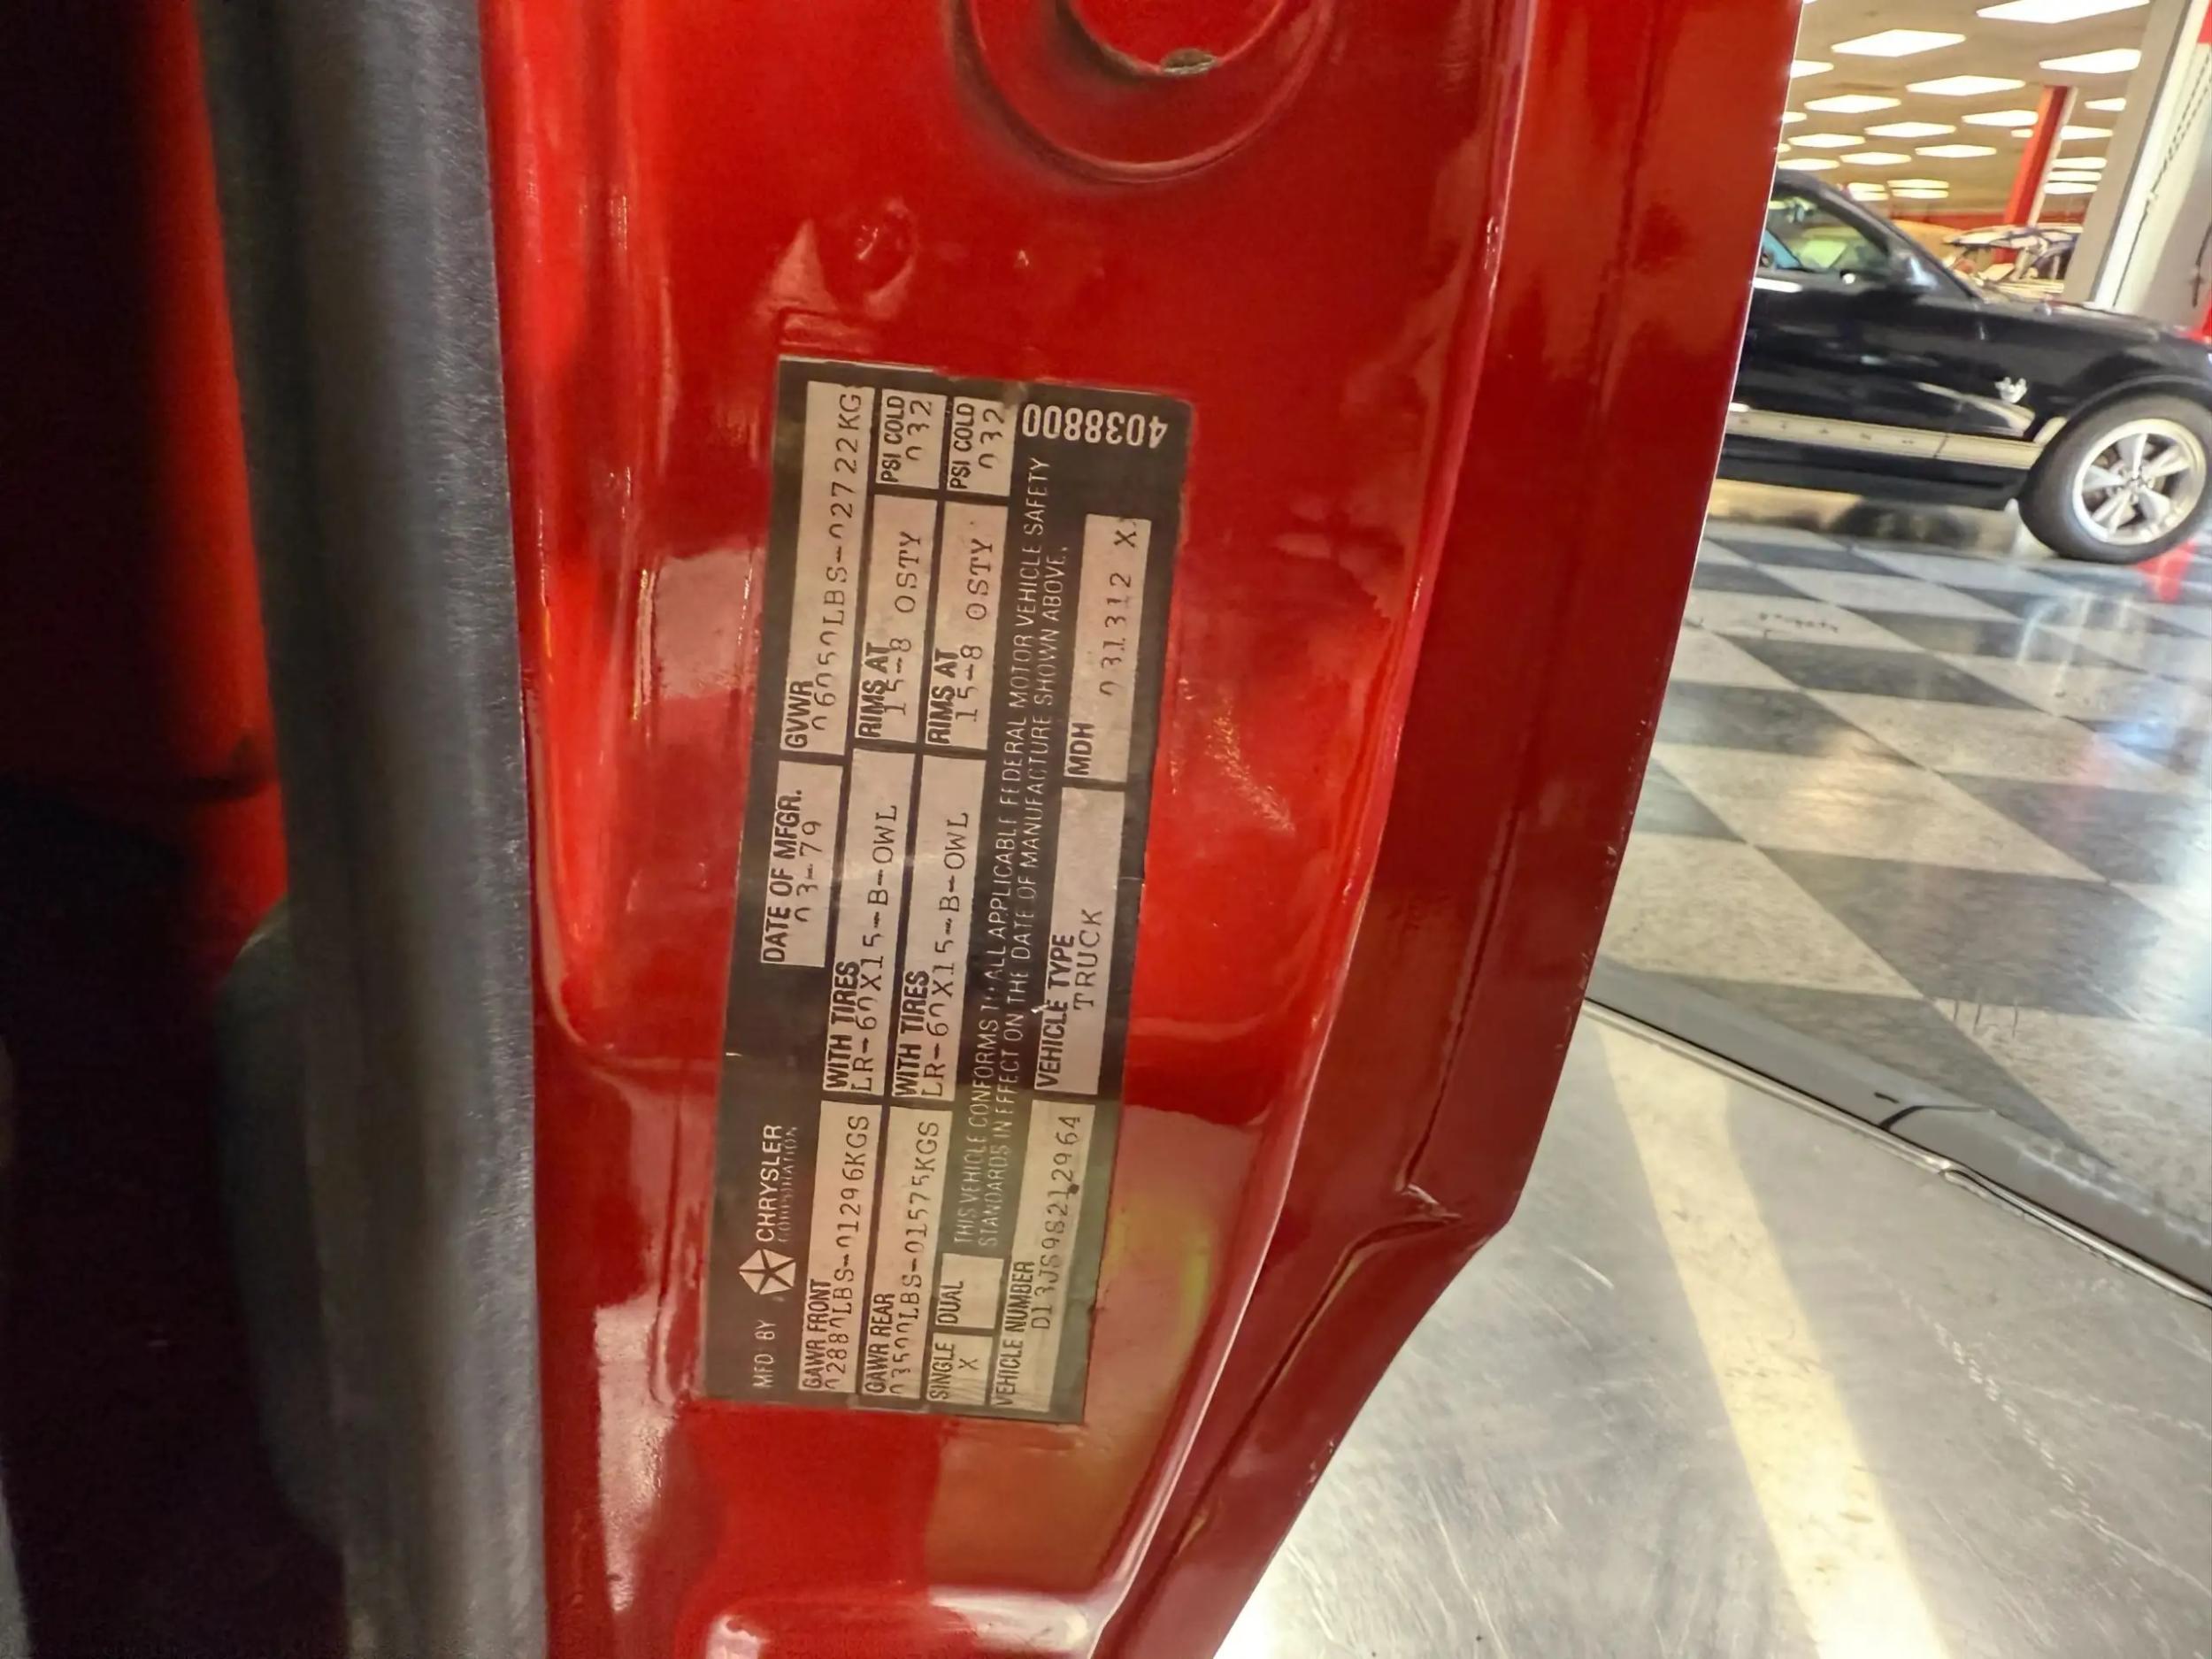 MFD BY CHRYSLER CORPORATION
DATE OF MFGR. 03-79
GVWR 06050LBS-02722KG
GAWR FRONT 02880LBS-01296KGS
WITH TIRES LR-60X15-B-OWL
RIMS AT 15-8 OSTY
PSI COLD 032
GAWR REAR 03500LBS-01575KGS
WITH TIRES LR-60X15-B-OWL
RIMS AT 15-8 OSTY
PSI COLD 032
SINGLE X
DUAL
THIS VEHICLE CONFORMS TO ALL APPLICABLE FEDERAL MOTOR VEHICLE SAFETY
STANDARDS IN EFFECT ON THE DATE OF MANUFACTURE SHOWN ABOVE.
VEHICLE NUMBER D13JS9S212964
VEHICLE TYPE TRUCK
MDH 031312 X
4038800